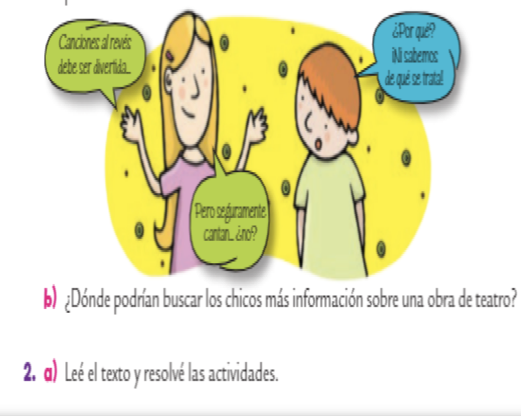 Canciones al revés
debe ser divertida...
¿Por qué?
¡Ni sabemos
de qué se trata!
Pero seguramente
cantan... ¿no?
b) ¿Dónde podrían buscar los chicos más información sobre una obra de teatro?
2. a) Leé el texto y resolvé las actividades.